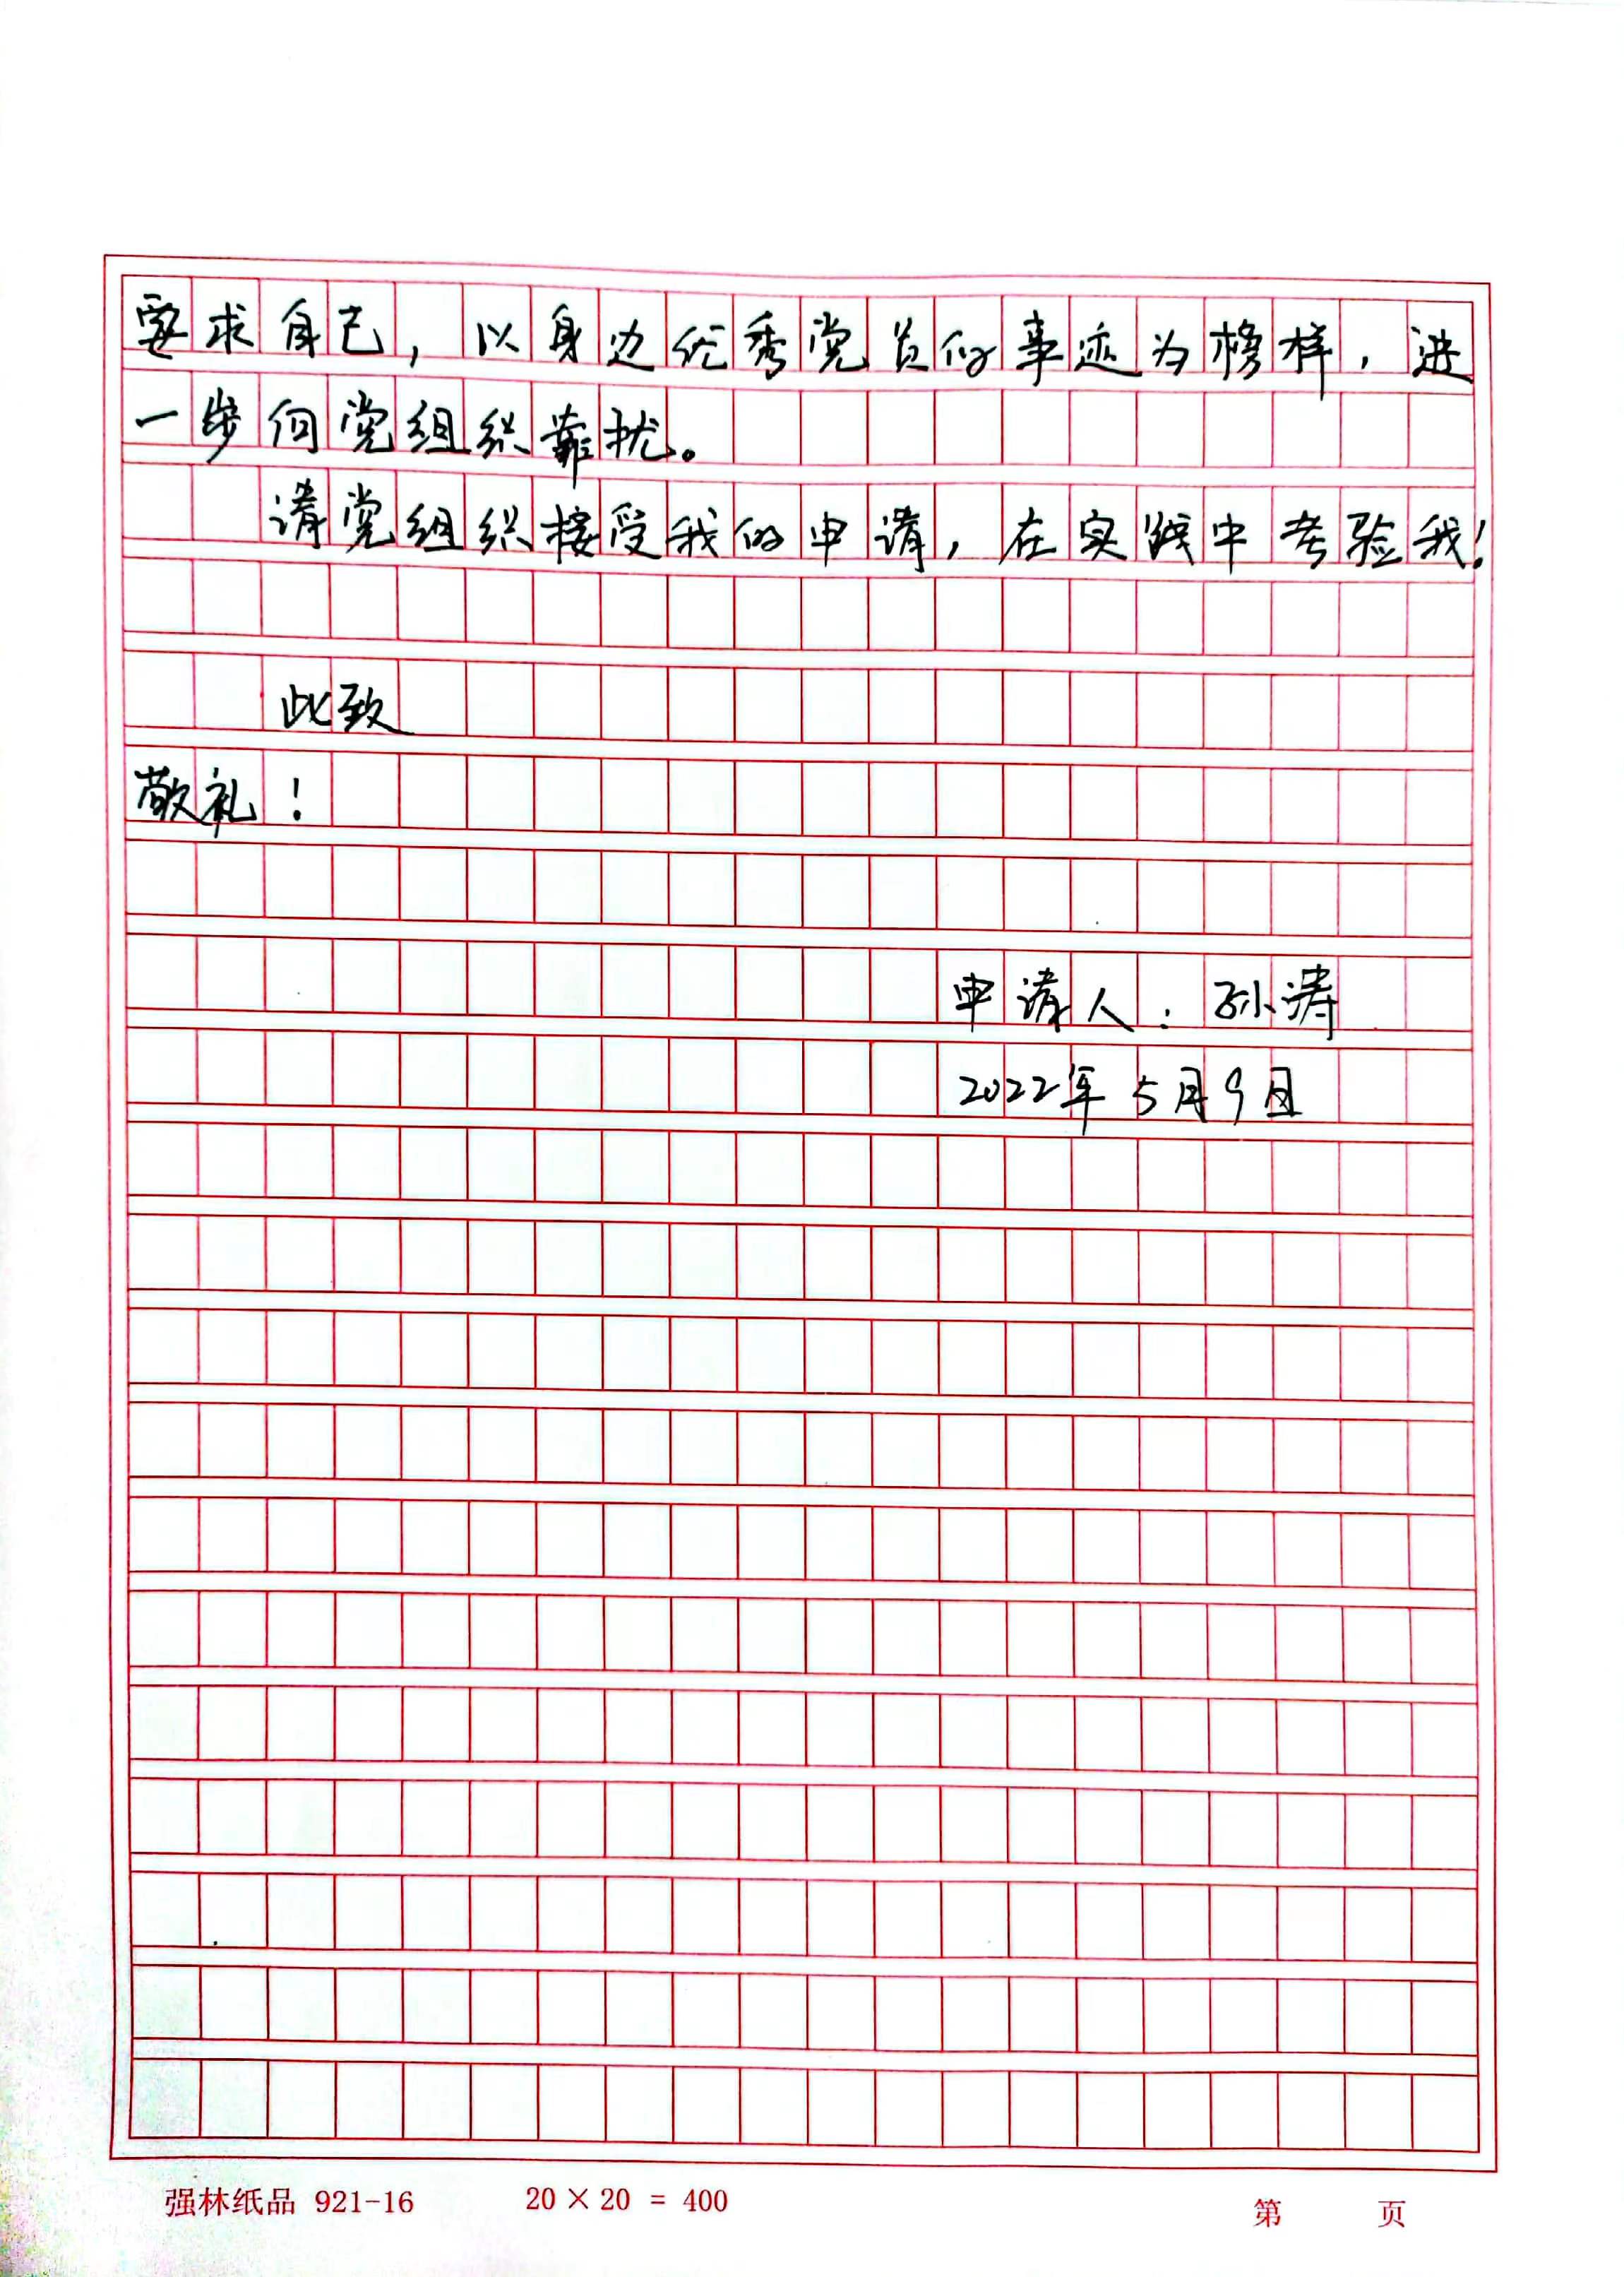 要求自己，以身边优秀党员的事迹为榜样，进
一步向党组织靠拢。
请党组织接受我的申请，在实践中考验我！
此致
敬礼！
申请人：孙涛
2022年5月9日
强林纸品 921-16 20×20=400 第 页